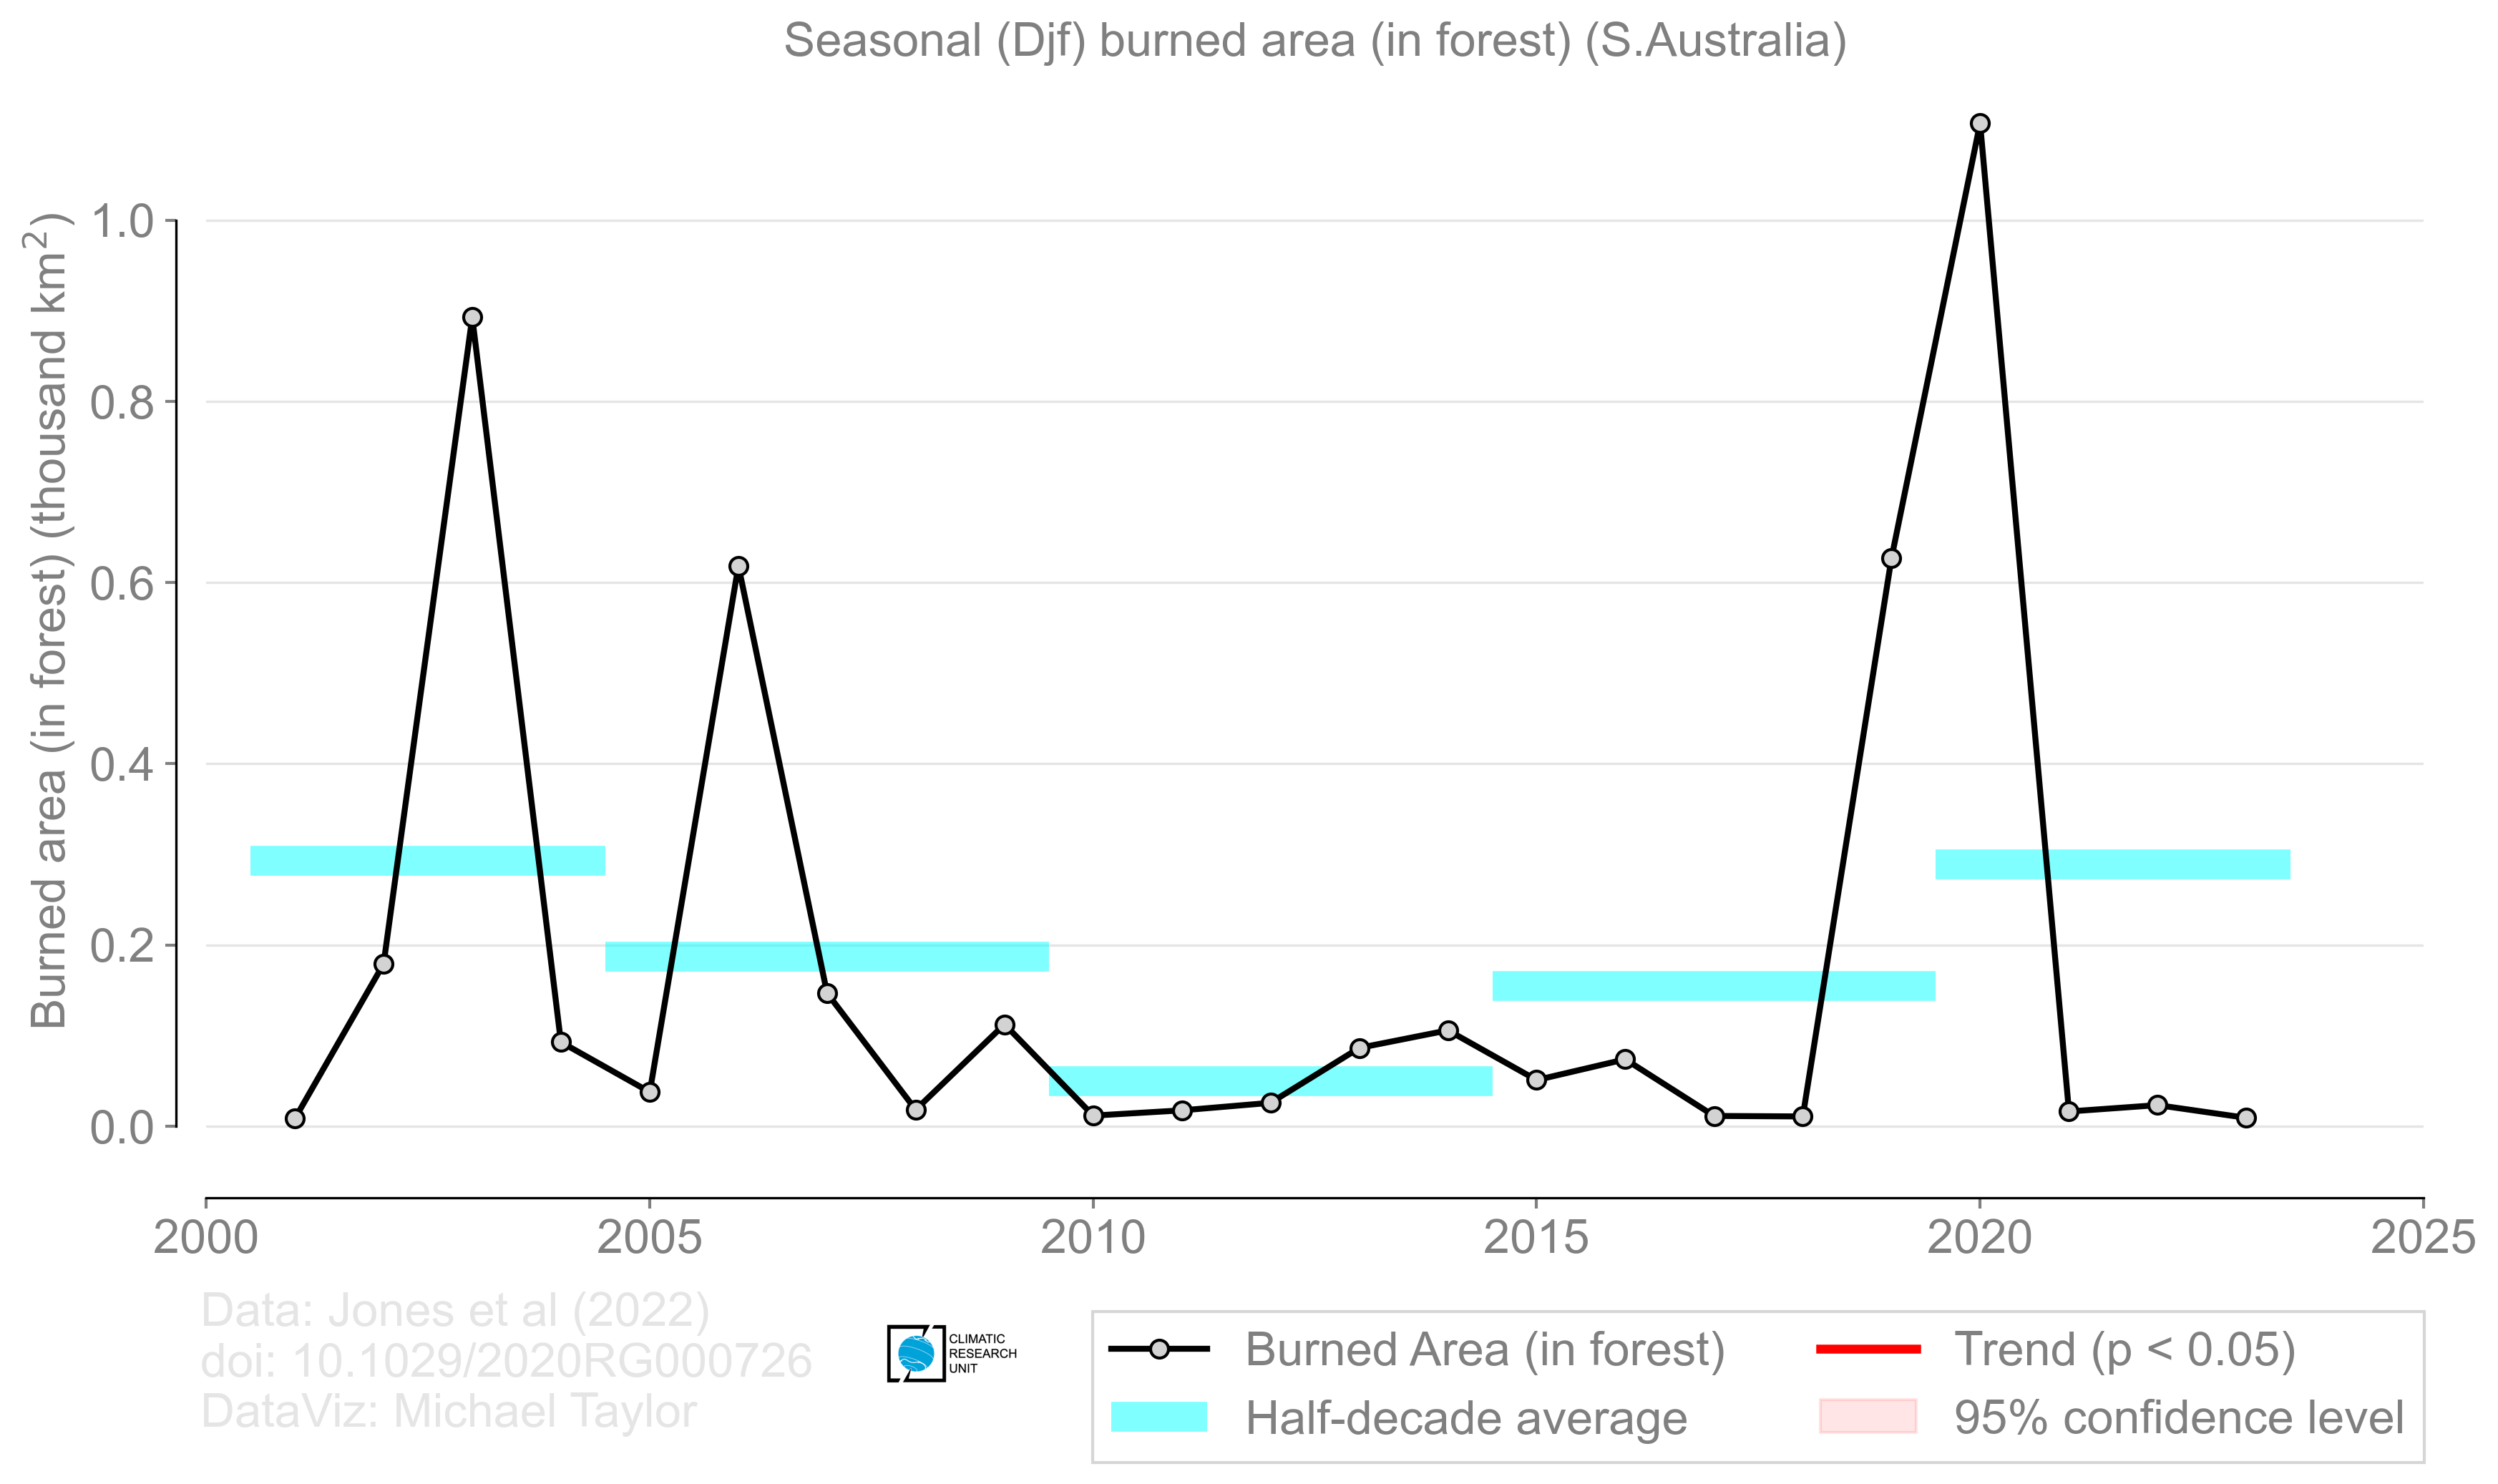 Seasonal (Djf) burned area (in forest) (S.Australia)
Burned area (in forest) (thousand km²)
1.0
0.8
0.6
0.4
0.2
0.0
2000 2005 2010 2015 2020 2025
Data: Jones et al (2022)
doi: 10.1029/2020RG000726
DataViz: Michael Taylor
CLIMATIC
RESEARCH
UNIT
Burned Area (in forest)
Half-decade average
Trend (p < 0.05)
95% confidence level